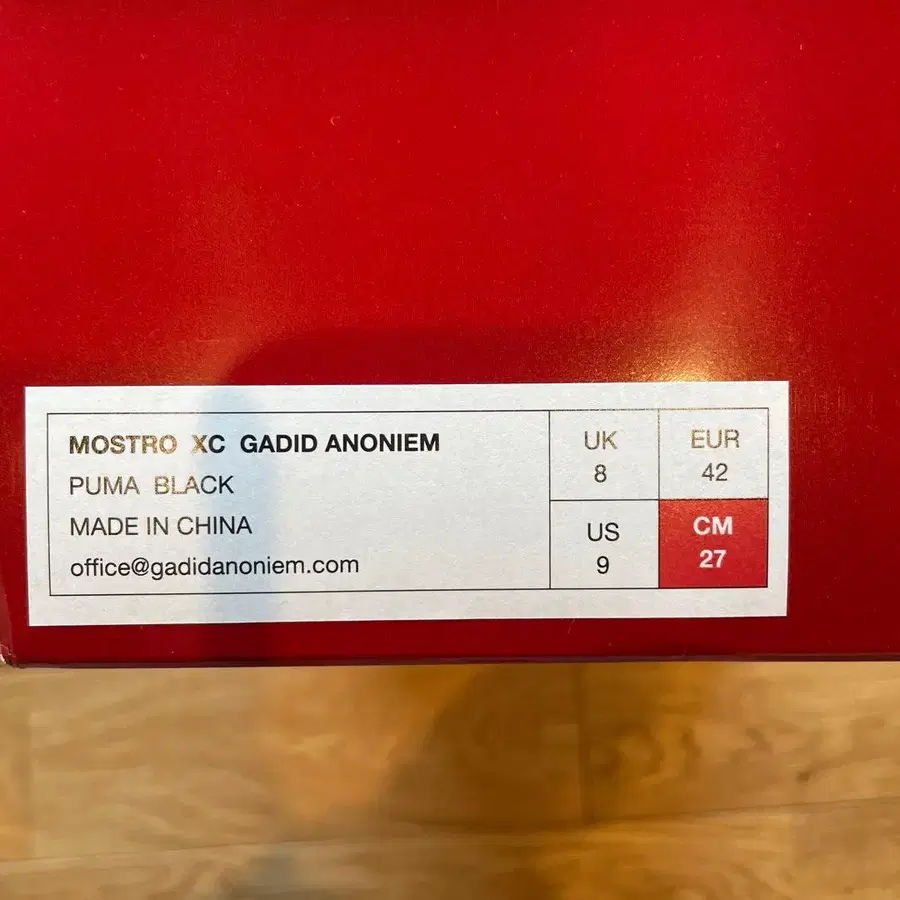 MOSTRO XC GADID ANONIEM
PUMA BLACK
MADE IN CHINA
office@gadidanoniem.com
UK
8
EUR
42
US
9
CM
27